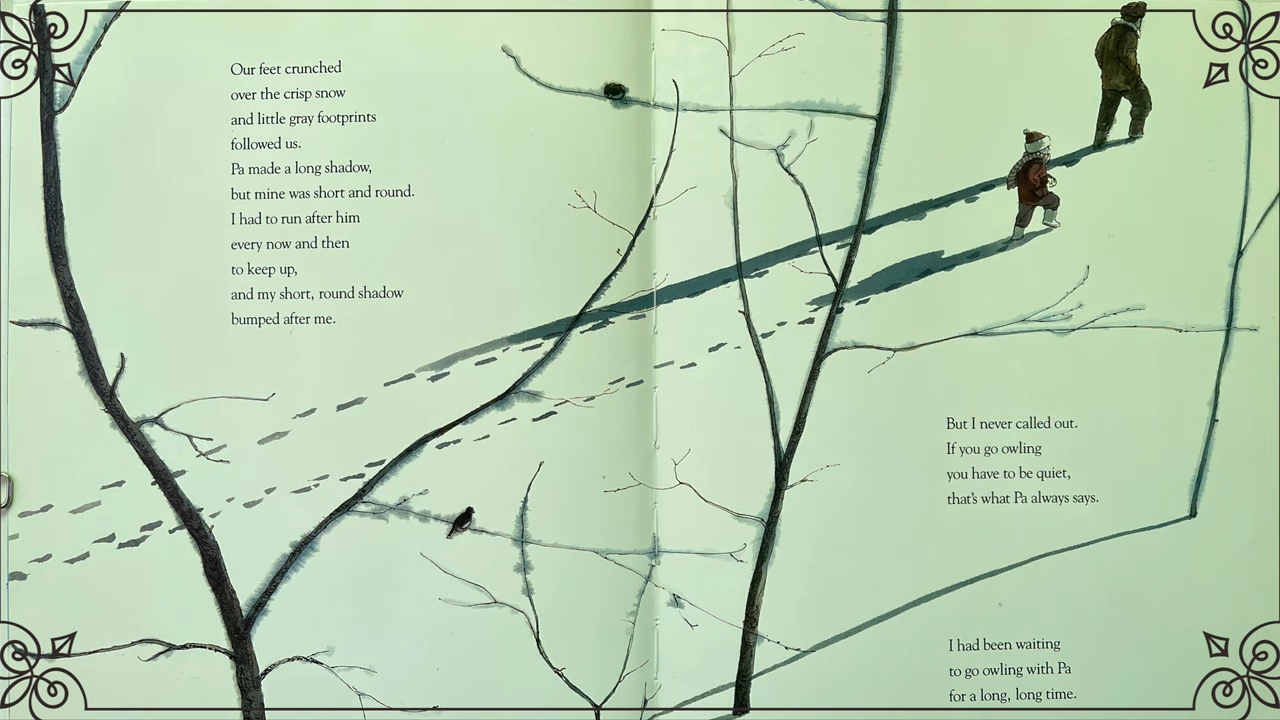 Our feet crunched
over the crisp snow
and little gray footprints
followed us.
Pa made a long shadow,
but mine was short and round.
I had to run after him
every now and then
to keep up,
and my short, round shadow
bumped after me.
But I never called out.
If you go owling
you have to be quiet,
that's what Pa always says.
I had been waiting
to go owling with Pa
for a long, long time.